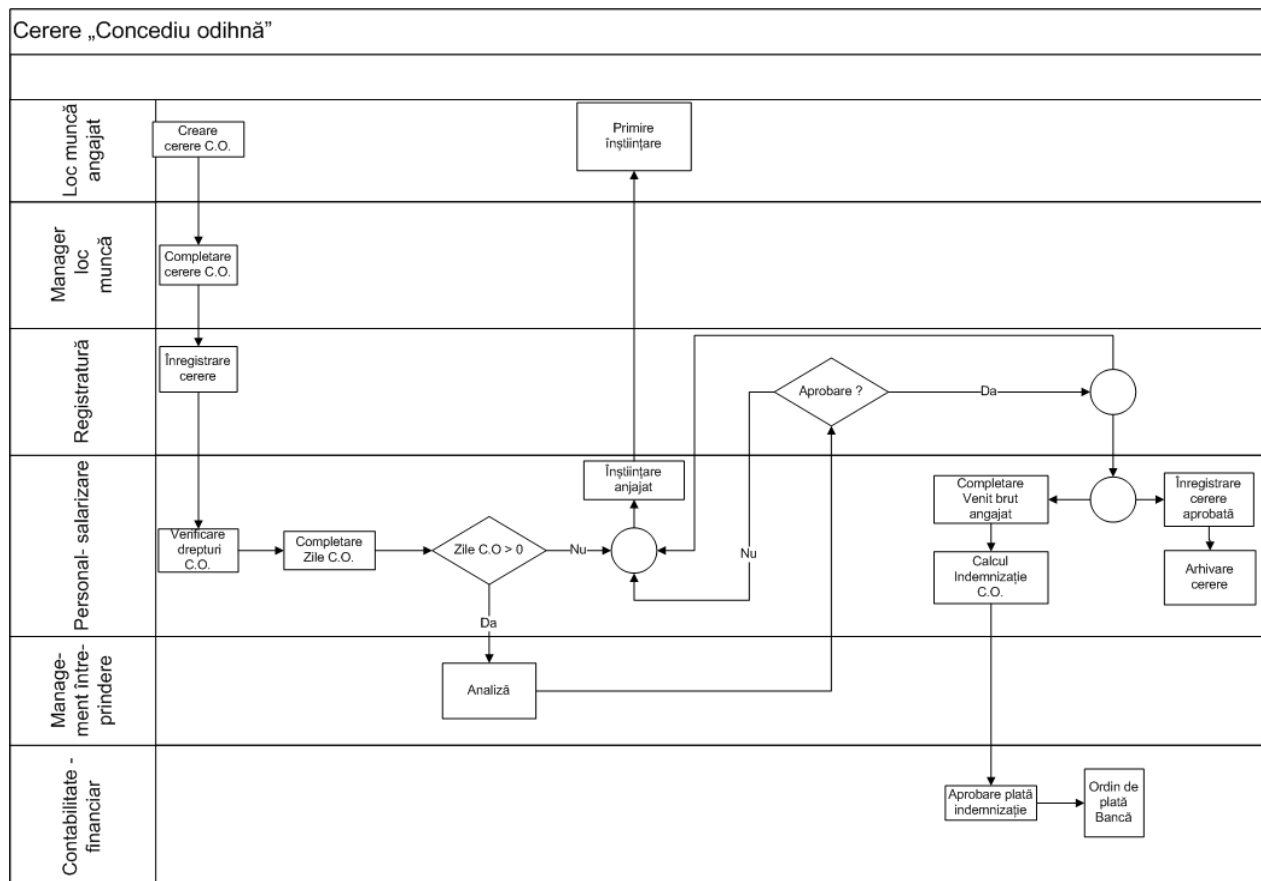 Cerere „Concediu odihnă”
Loc muncă
angajat
Creare
cerere C.O.
Primire
înștiințare
Manager
loc
muncă
Completare
cerere C.O.
Registratură
Înregistrare
cerere
Aprobare ?
Da
Personal- salarizare
Verificare
drepturi
C.O.
Completare
Zile C.O.
Zile C.O > 0
Nu
Da
Înștiințare
anjajat
Nu
Completare
Venit brut
angajat
Calcul
Indemnizație
C.O.
Înregistrare
cerere
aprobată
Arhivare
cerere
Manage-
ment între-
prindere
Analiză
Contabilitate -
financiar
Aprobare plată
indemnizație
Ordin de
plată
Bancă